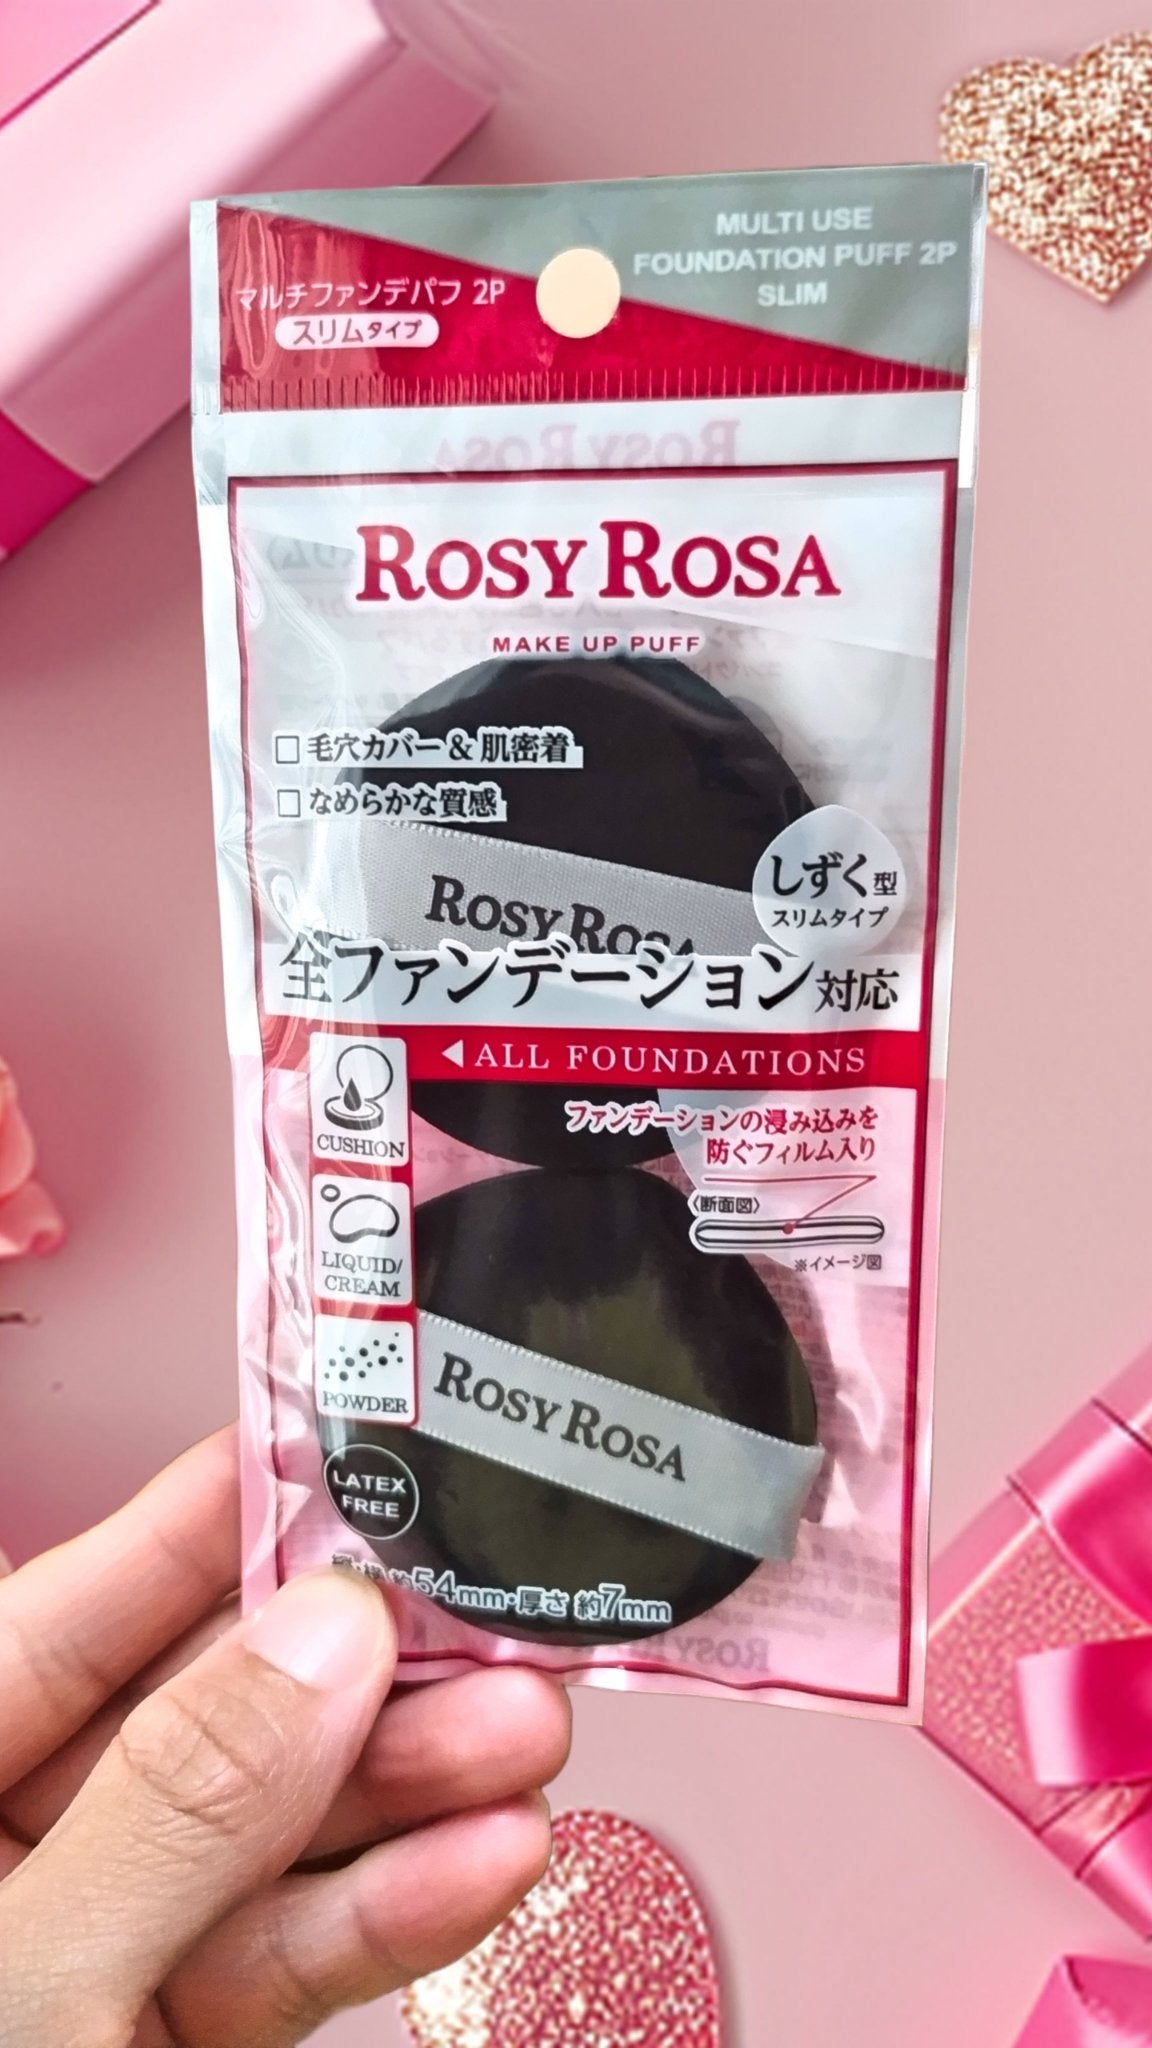 マルチファンデパフ 2P
スリムタイプ
MULTI USE
FOUNDATION PUFF 2P
SLIM
ROSY ROSA
ROSY ROSA
MAKE UP PUFF
□ 毛穴カバー & 肌密着
□ なめらかな質感
しずく型
スリムタイプ
ROSY ROSA
全ファンデーション対応
◀ ALL FOUNDATIONS
CUSHION
ファンデーションの浸み込みを
防ぐフィルム入り
〈断面図〉
※イメージ図
LIQUID/
CREAM
POWDER
ROSY ROSA
LATEX
FREE
縦・横 約54mm・厚さ 約7mm